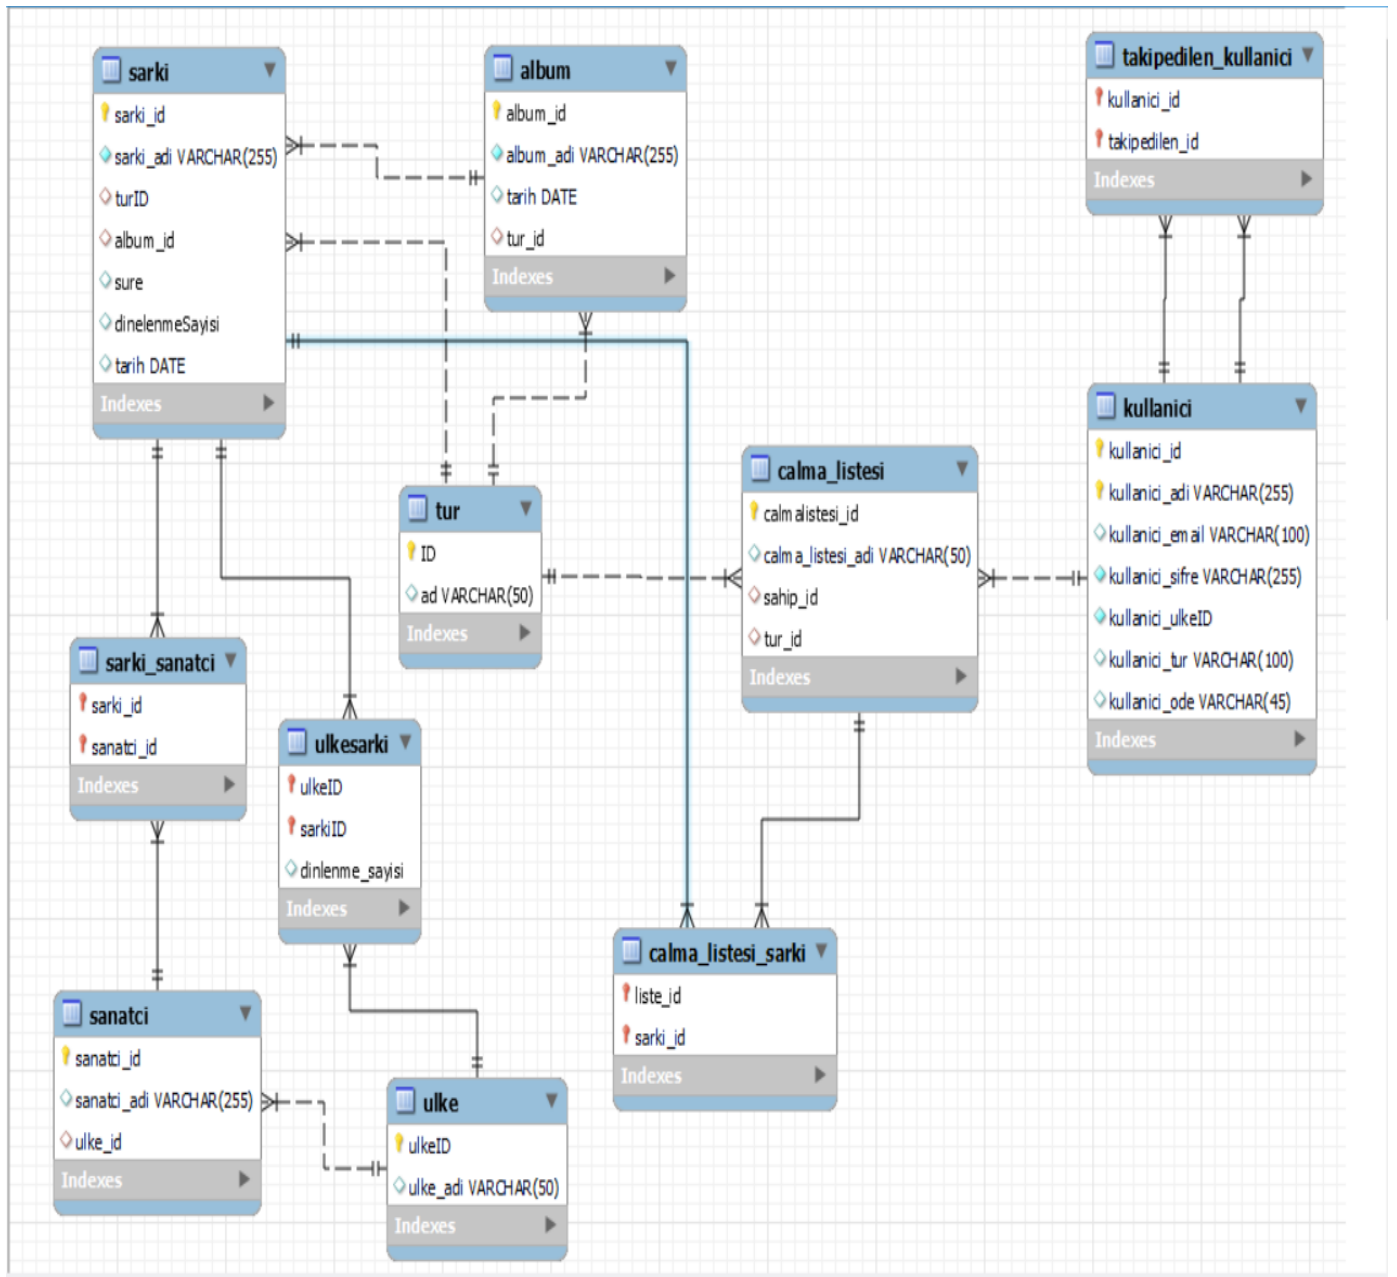 sarki
sarki_id
sarki_adi VARCHAR(255)
turID
album_id
sure
dinelenmeSayisi
tarih DATE
Indexes
album
album_id
album_adi VARCHAR(255)
tarih DATE
tur_id
Indexes
takipedilen_kullanici
kullanici_id
takipedilen_id
Indexes
tur
ID
ad VARCHAR(50)
Indexes
calma_listesi
calmalistesi_id
calma_listesi_adi VARCHAR(50)
sahip_id
tur_id
Indexes
kullanici
kullanici_id
kullanici_adi VARCHAR(255)
kullanici_email VARCHAR(100)
kullanici_sifre VARCHAR(255)
kullanici_ulkeID
kullanici_tur VARCHAR(100)
kullanici_ode VARCHAR(45)
Indexes
sarki_sanatci
sarki_id
sanatci_id
Indexes
ulkesarki
ulkeID
sarkiID
dinlenme_sayisi
Indexes
calma_listesi_sarki
liste_id
sarki_id
Indexes
sanatci
sanatci_id
sanatci_adi VARCHAR(255)
ulke_id
Indexes
ulke
ulkeID
ulke_adi VARCHAR(50)
Indexes